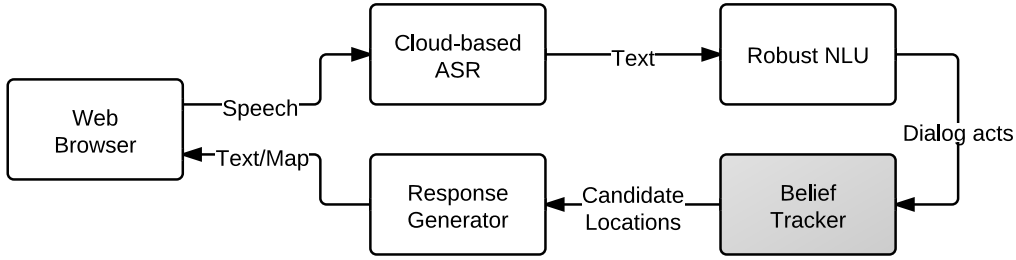 Web
Browser
Speech
Cloud-based
ASR
Text
Robust NLU
Dialog acts
Belief
Tracker
Candidate
Locations
Response
Generator
Text/Map